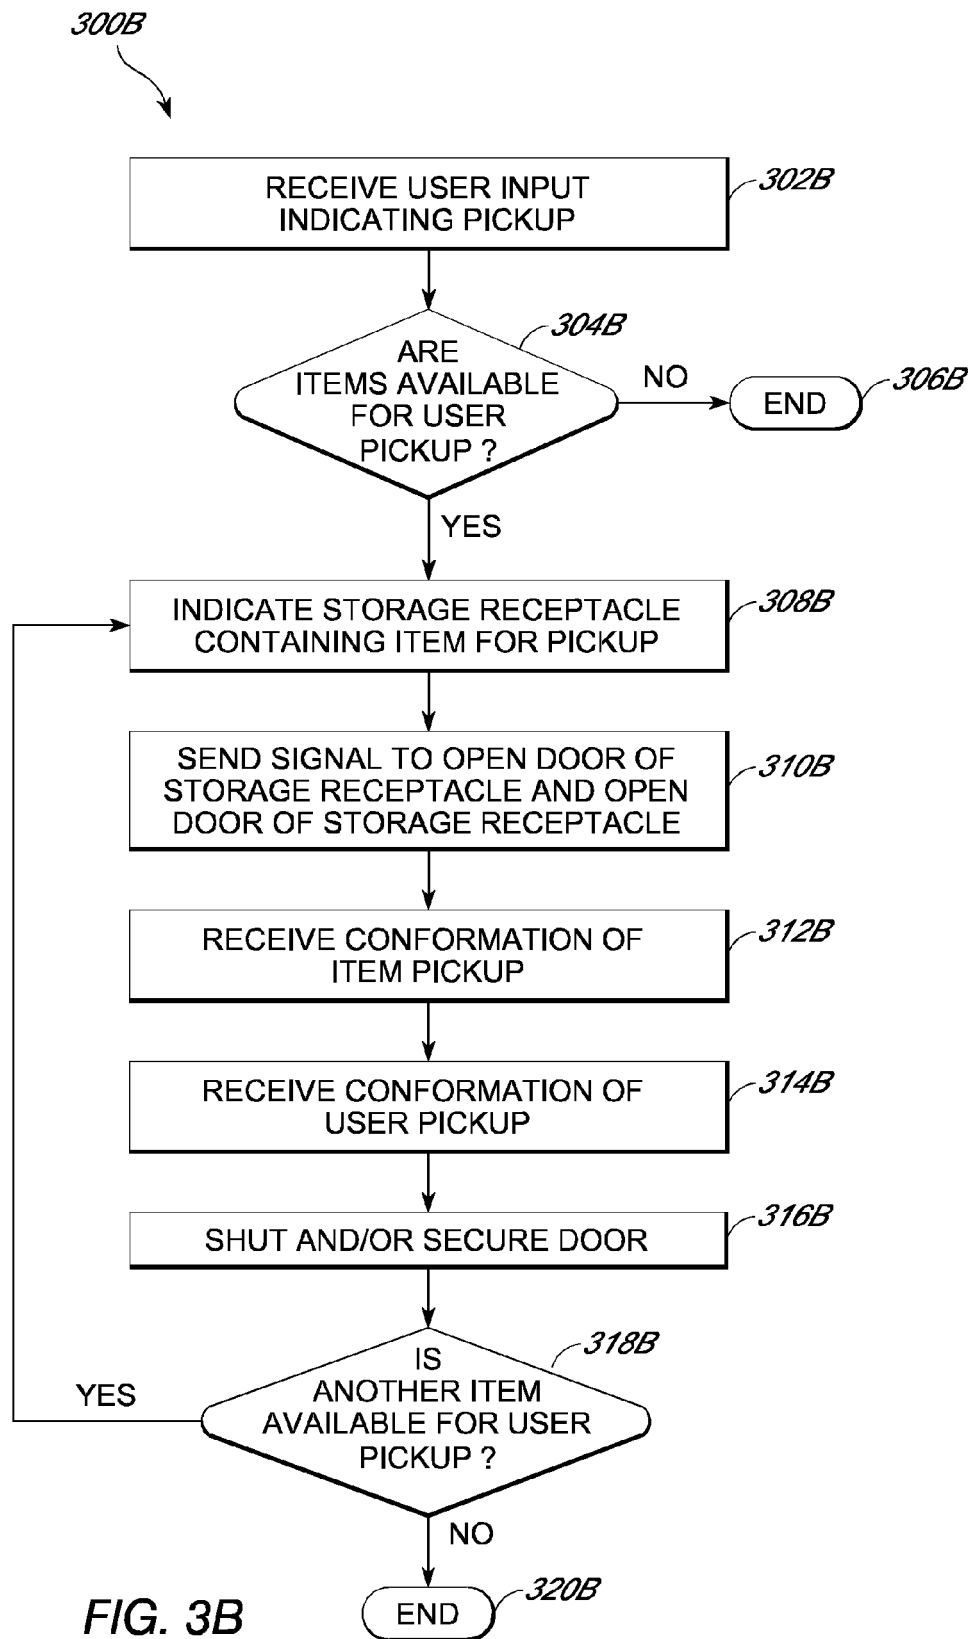 300B
RECEIVE USER INPUT
INDICATING PICKUP
302B
304B
ARE
ITEMS AVAILABLE
FOR USER
PICKUP ?
NO
END
306B
YES
INDICATE STORAGE RECEPTACLE
CONTAINING ITEM FOR PICKUP
308B
SEND SIGNAL TO OPEN DOOR OF
STORAGE RECEPTACLE AND OPEN
DOOR OF STORAGE RECEPTACLE
310B
RECEIVE CONFORMATION OF
ITEM PICKUP
312B
RECEIVE CONFORMATION OF
USER PICKUP
314B
SHUT AND/OR SECURE DOOR
316B
318B
IS
ANOTHER ITEM
AVAILABLE FOR USER
PICKUP ?
YES
NO
END
320B
FIG. 3B